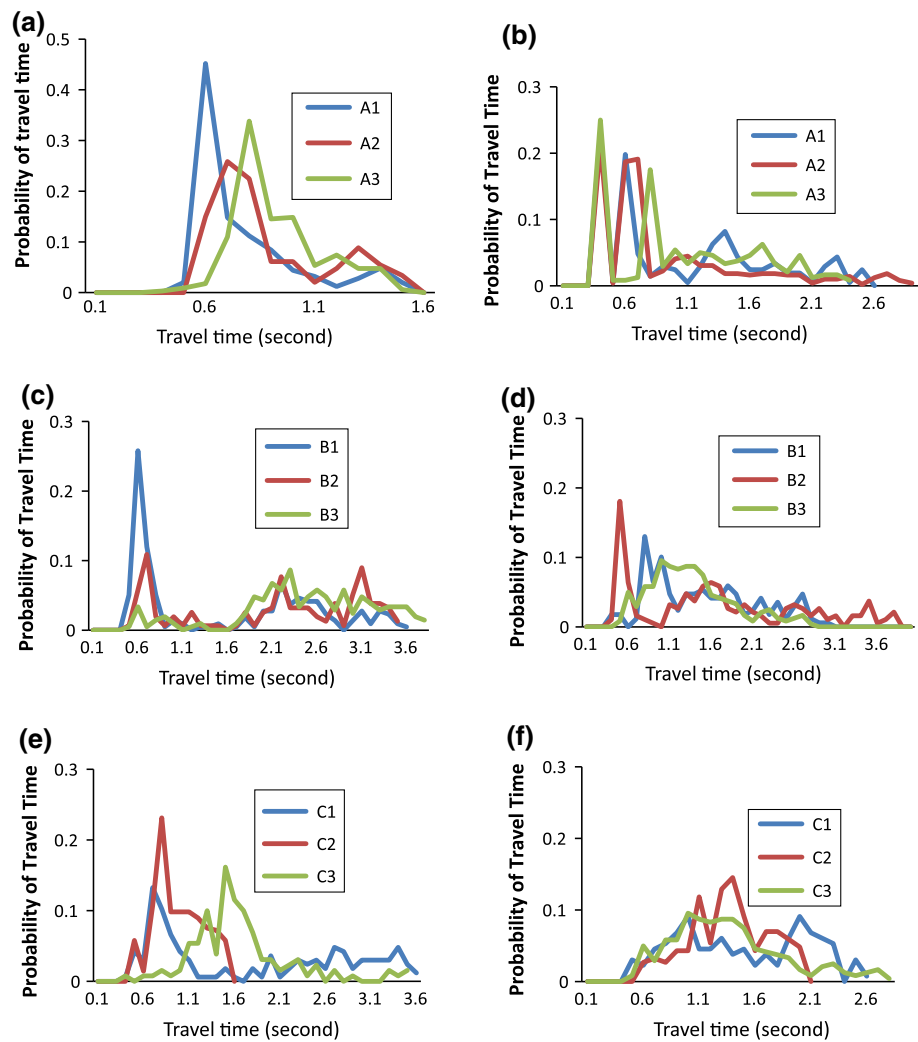 (a)
Probability of travel time
0.5
0.4
0.3
0.2
0.1
0
0.1 0.6 1.1 1.6
Travel time (second)
A1
A2
A3
(b)
Probability of Travel Time
0.3
0.2
0.1
0
0.1 0.6 1.1 1.6 2.1 2.6
Travel time (second)
A1
A2
A3
(c)
Probability of Travel Time
0.3
0.2
0.1
0
0.1 0.6 1.1 1.6 2.1 2.6 3.1 3.6
Travel time (second)
B1
B2
B3
(d)
Probability of Travel Time
0.3
0.2
0.1
0
0.1 0.6 1.1 1.6 2.1 2.6 3.1 3.6
Travel time (second)
B1
B2
B3
(e)
Probability of Travel Time
0.3
0.2
0.1
0
0.1 0.6 1.1 1.6 2.1 2.6 3.1 3.6
Travel time (second)
C1
C2
C3
(f)
Probability of Travel Time
0.3
0.2
0.1
0
0.1 0.6 1.1 1.6 2.1 2.6
Travel time (second)
C1
C2
C3